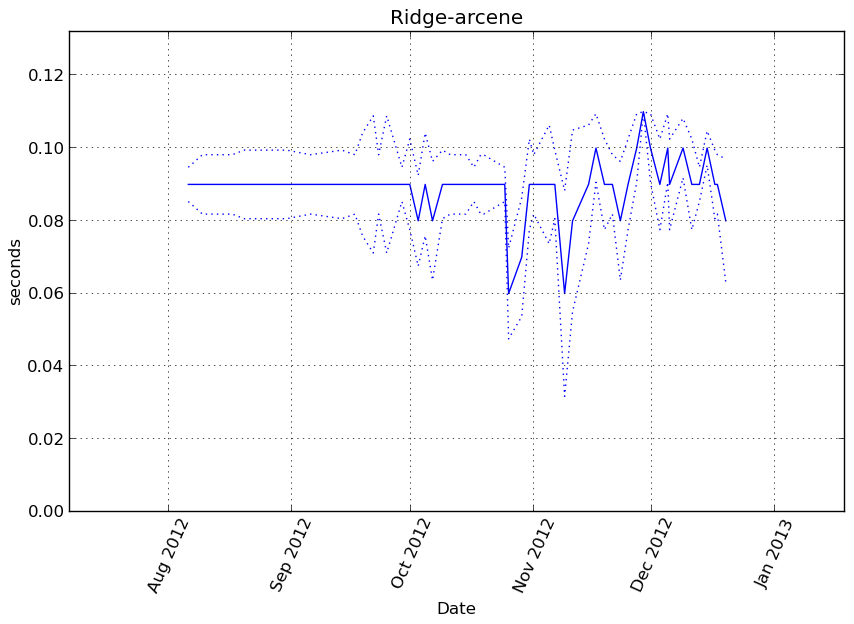 Ridge-arcene
0.12
0.10
0.08
0.06
0.04
0.02
0.00
seconds
Aug 2012
Sep 2012
Oct 2012
Nov 2012
Dec 2012
Jan 2013
Date